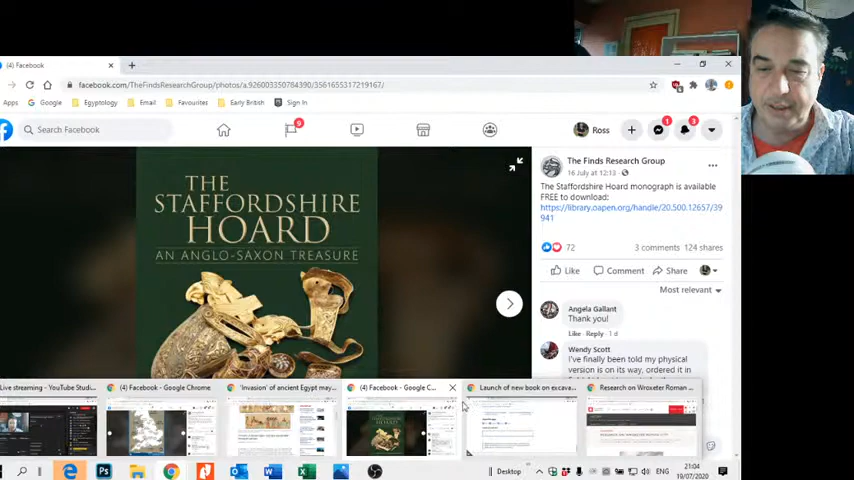 (4) Facebook
facebook.com/TheFindsResearchGroup/photos/a.926003350784390/3561655317219167/
Apps Google Egyptology Email Favourites Early British Sign In
Search Facebook
9
Ross
1
3
THE
STAFFORDSHIRE
HOARD
AN ANGLO-SAXON TREASURE
The Finds Research Group
16 July at 12:13
The Staffordshire Hoard monograph is available
FREE to download:
https://library.oapen.org/handle/20.500.12657/39
941
72
3 comments 124 shares
Like Comment Share
Most relevant
Angela Gallant
Thank you!
Like · Reply · 1 d
Wendy Scott
I've finally been told my physical
version is on its way, ordered it in
Live streaming - YouTube Studi...
(4) Facebook - Google Chrome
'Invasion' of ancient Egypt may...
(4) Facebook - Google C...
Launch of new book on excava...
Research on Wroxeter Roman ...
Desktop
ENG
21:04
19/07/2020